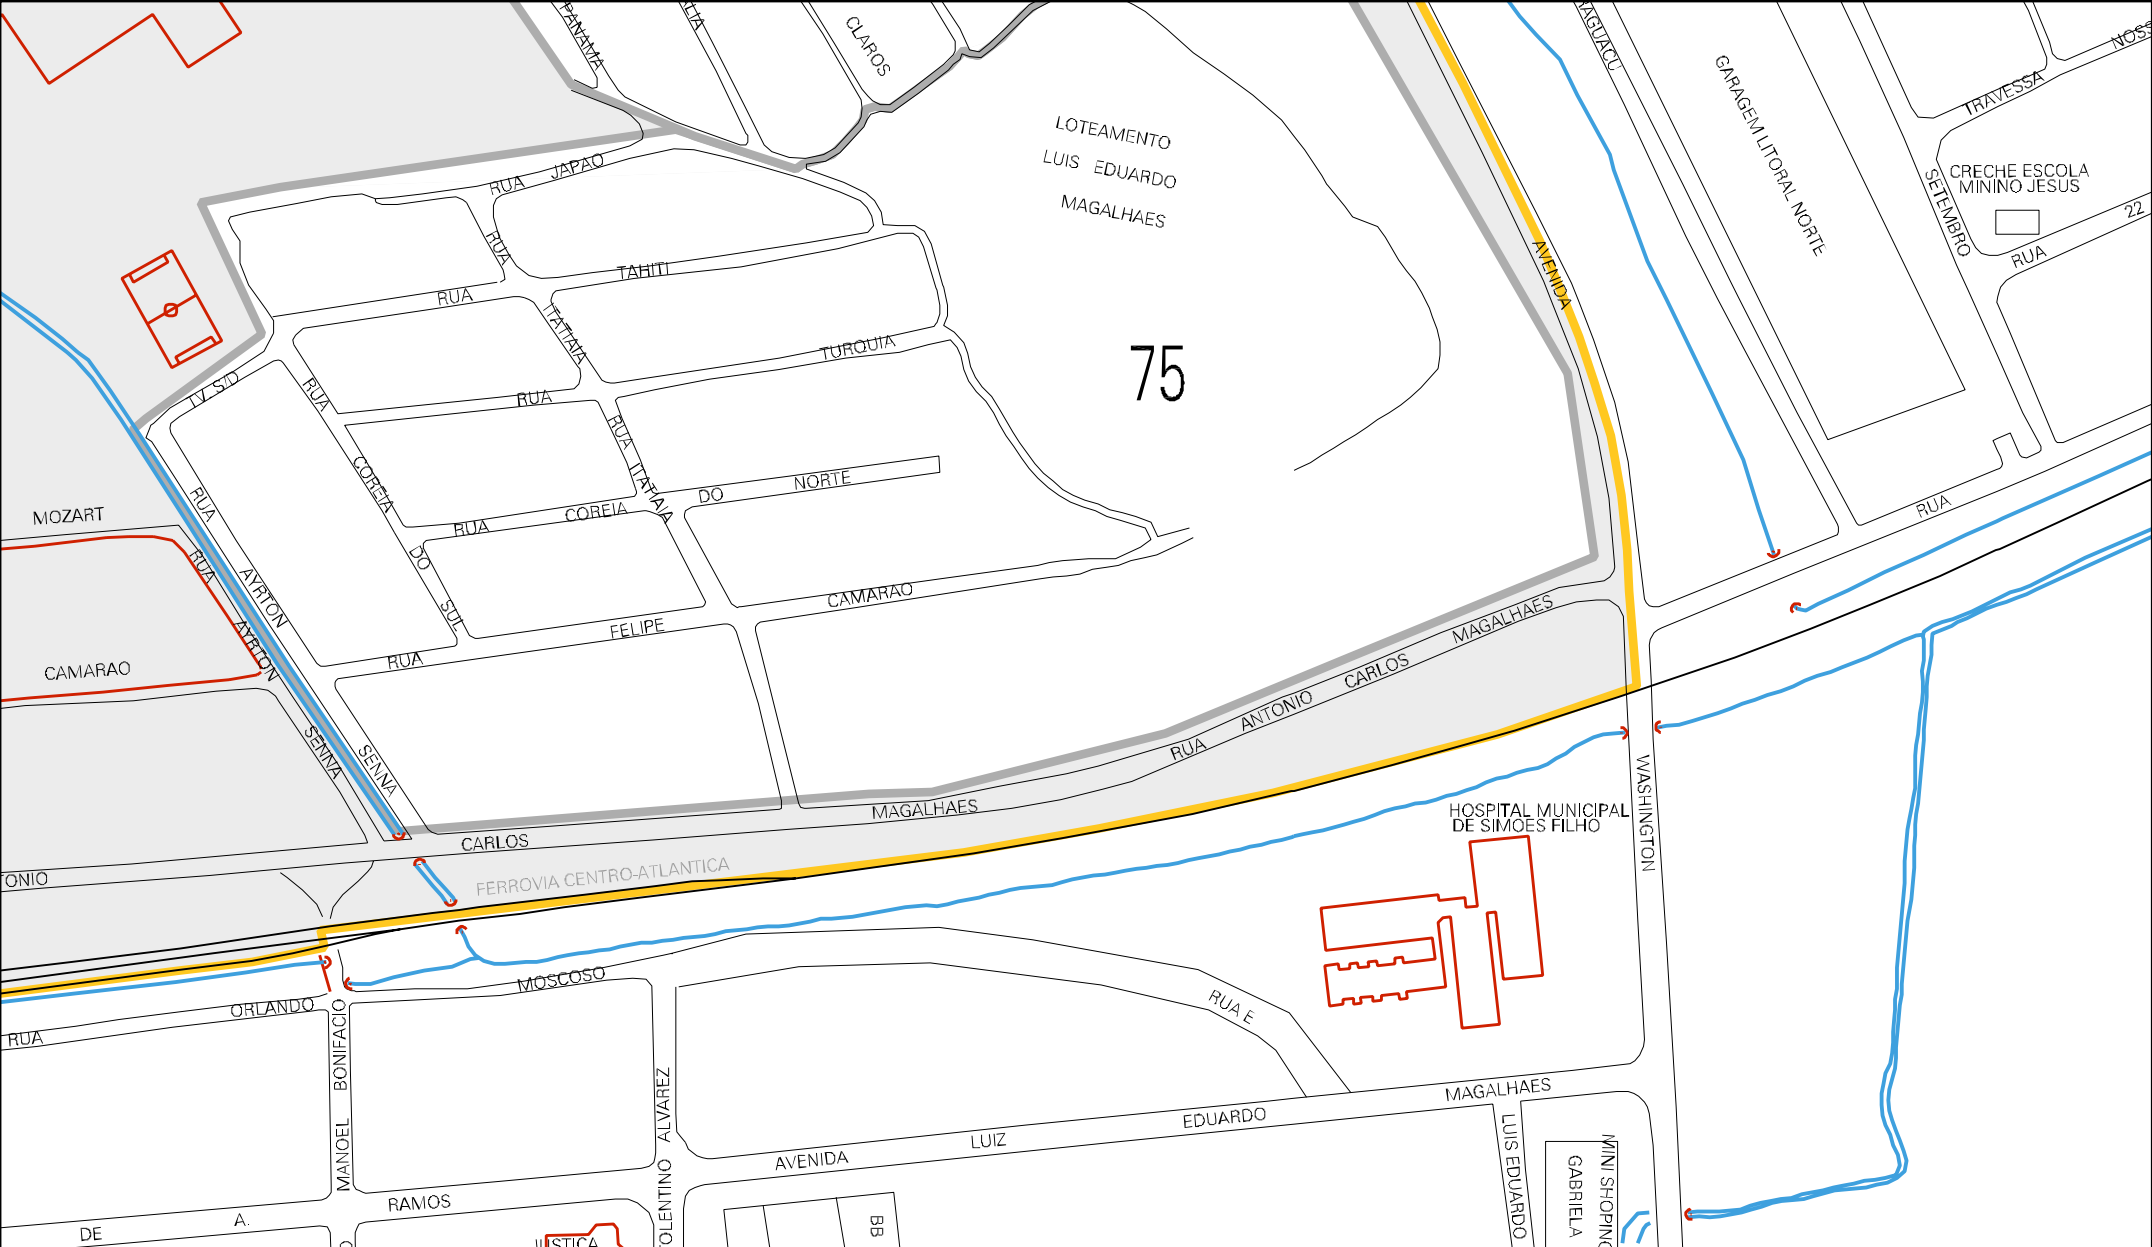 PANAMA
CLAROS
RUA JAPAO
LOTEAMENTO
LUIS EDUARDO
MAGALHAES
GARAGEM LITORAL NORTE
TRAVESSA
CRECHE ESCOLA
MININO JESUS
SETEMBRO
RUA 22
AVENIDA
RUA
TAHITI
RUA
ITATIAIA
75
TURQUIA
RUA
TV S/D
RUA
COREIA
DO
SUL
RUA
ITATIAIA
RUA COREIA DO NORTE
MOZART
RUA
AYRTON
SENNA
RUA
AYRTON
SENNA
RUA
CAMARAO
RUA FELIPE CAMARAO
RUA ANTONIO CARLOS MAGALHAES
CARLOS MAGALHAES
FERROVIA CENTRO-ATLANTICA
WASHINGTON
HOSPITAL MUNICIPAL
DE SIMOES FILHO
RUA ORLANDO MOSCOSO
MANOEL BONIFACIO
RUA E
TOLENTINO ALVAREZ
AVENIDA LUIZ EDUARDO MAGALHAES
LUIS EDUARDO
GABRIELA
MINI SHOPING
DE A. RAMOS
BB